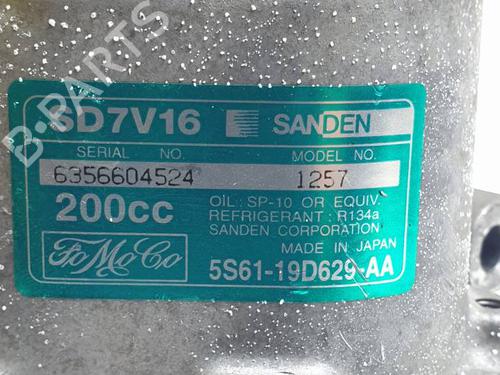 SD7V16 SANDEN
SERIAL NO. MODEL NO.
6356604524 1257
200cc OIL: SP-10 OR EQUIV.
REFRIGERANT: R134a
SANDEN CORPORATION
MADE IN JAPAN
FoMoCo 5S61-19D629-AA
B-PARTS